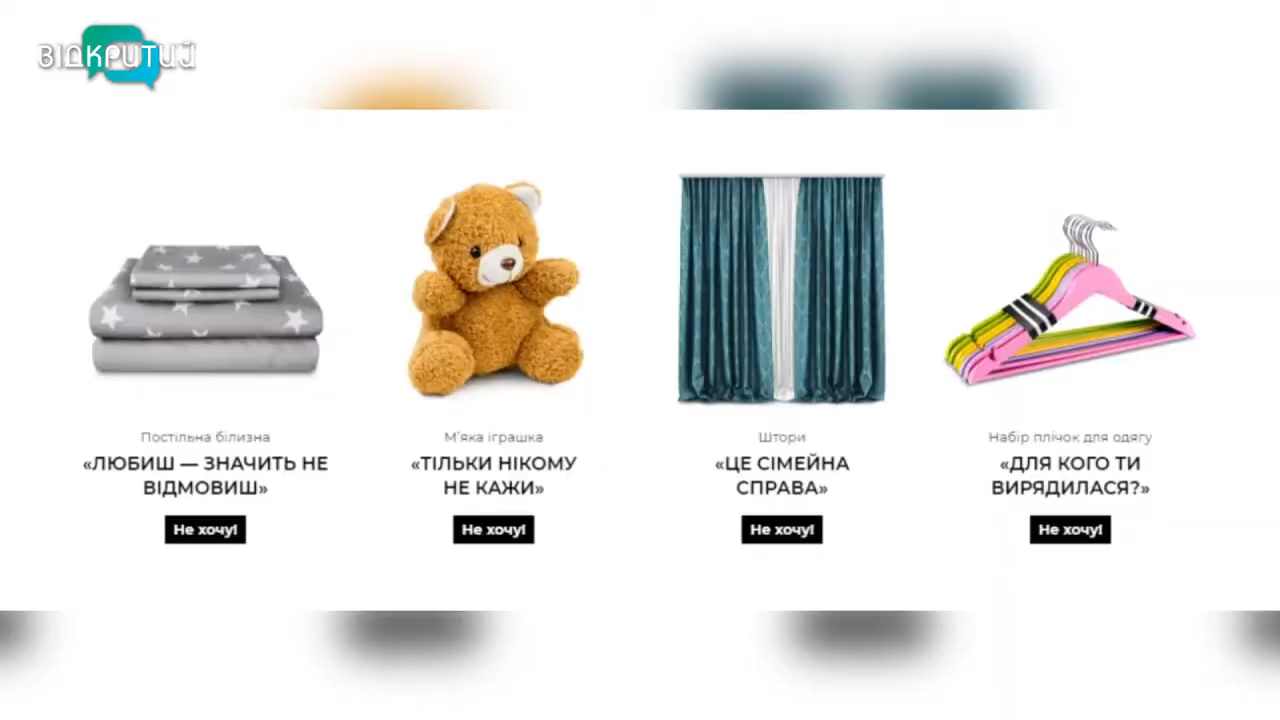 ВІДКРИТИЙ
Постільна білизна
«ЛЮБИШ — ЗНАЧИТЬ НЕ
ВІДМОВИШ»
Не хочу!
М'яка іграшка
«ТІЛЬКИ НІКОМУ
НЕ КАЖИ»
Не хочу!
Штори
«ЦЕ СІМЕЙНА
СПРАВА»
Не хочу!
Набір плічок для одягу
«ДЛЯ КОГО ТИ
ВИРЯДИЛАСЯ?»
Не хочу!